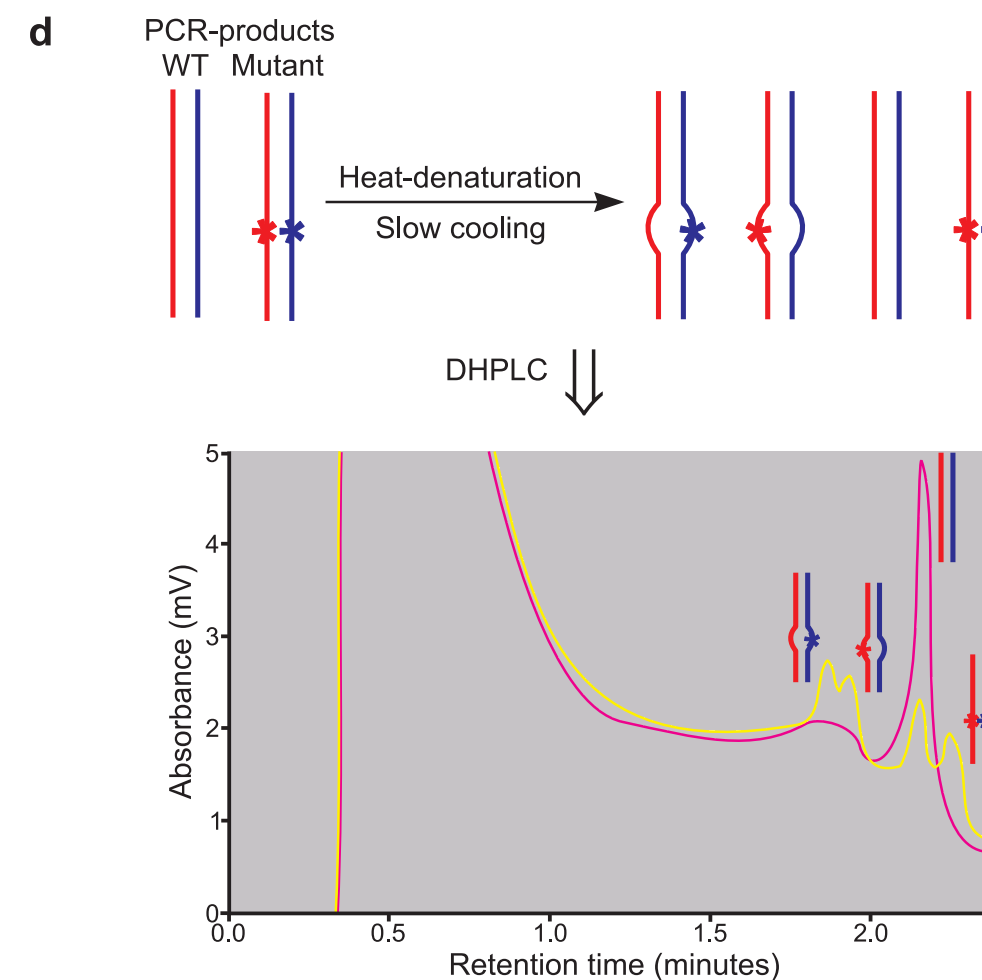 d
PCR-products
WT Mutant
Heat-denaturation
Slow cooling
DHPLC
Absorbance (mV)
5
4
3
2
1
0
0.0 0.5 1.0 1.5 2.0
Retention time (minutes)